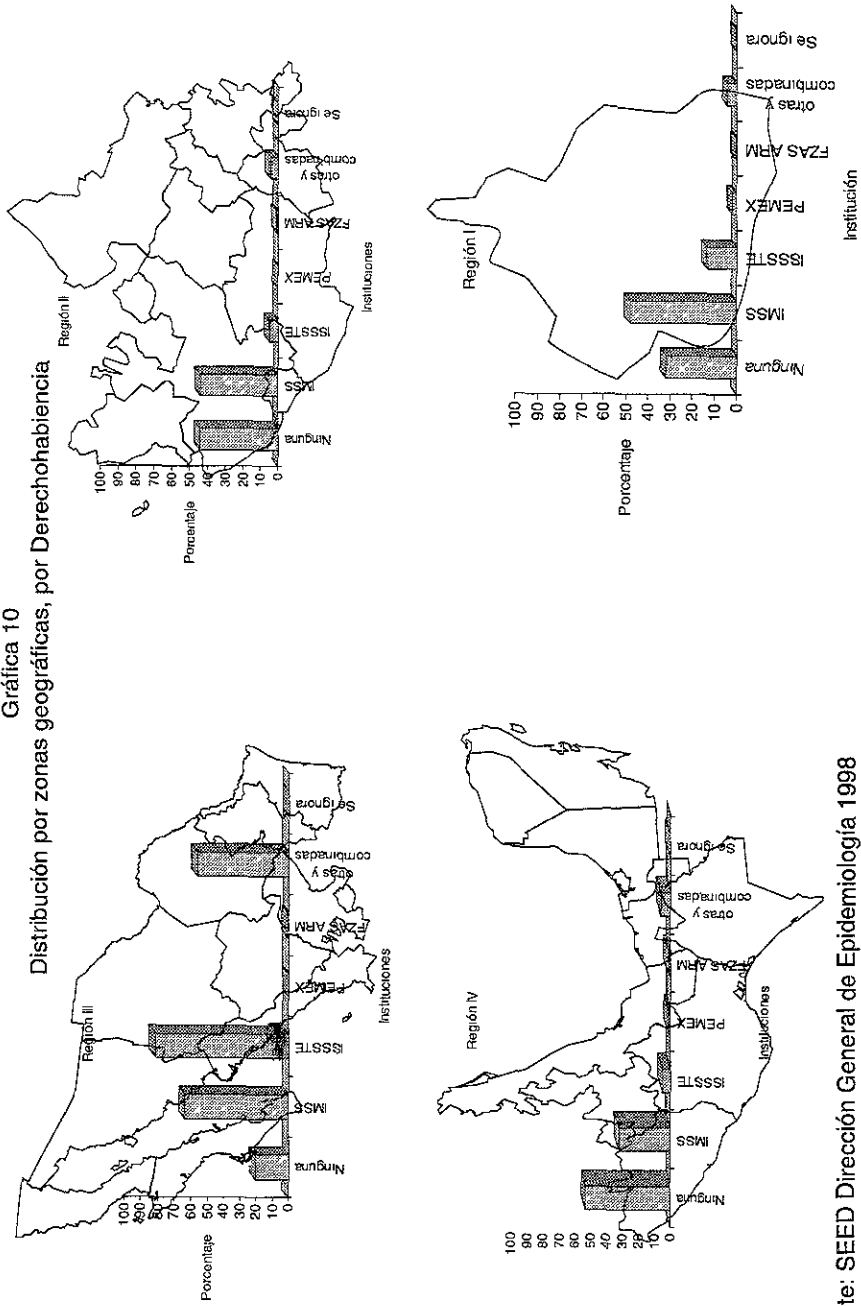 Gráfica 10
Distribución por zonas geográficas, por Derechohabiencia
Región III
Porcentaje
100
90
80
70
60
50
40
30
20
10
0
Ninguna
IMSS
ISSSTE
PEMEX
FZAS ARM
otras y
combinadas
Se ignora
Instituciones
Región II
Porcentaje
100
90
80
70
60
50
40
30
20
10
0
Ninguna
IMSS
ISSSTE
PEMEX
FZAS ARM
otras y
combinadas
Se ignora
Instituciones
Región IV
100
90
80
70
60
50
40
30
20
10
0
Ninguna
IMSS
ISSSTE
PEMEX
FZAS ARM
otras y
combinadas
Se ignora
Instituciones
Región I
Porcentaje
100
90
80
70
60
50
40
30
20
10
0
Ninguna
IMSS
ISSSTE
PEMEX
FZAS ARM
otras y
combinadas
Se ignora
Institución
te: SEED Dirección General de Epidemiología 1998